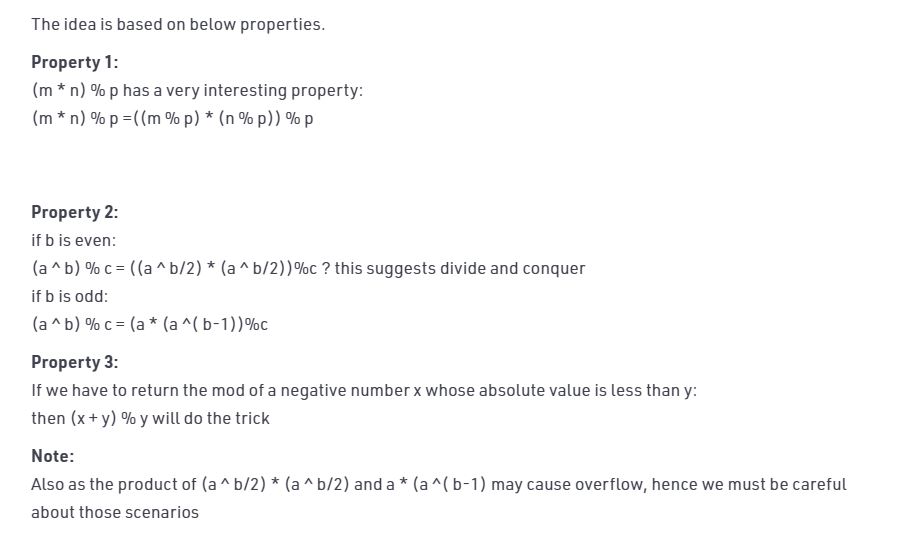 The idea is based on below properties.
Property 1:
(m * n) % p has a very interesting property:
(m * n) % p =((m % p) * (n % p)) % p
Property 2:
if b is even:
(a ^ b) % c = ((a ^ b/2) * (a ^ b/2))%c ? this suggests divide and conquer
if b is odd:
(a ^ b) % c = (a * (a ^( b-1))%c
Property 3:
If we have to return the mod of a negative number x whose absolute value is less than y:
then (x + y) % y will do the trick
Note:
Also as the product of (a ^ b/2) * (a ^ b/2) and a * (a ^( b-1) may cause overflow, hence we must be careful
about those scenarios